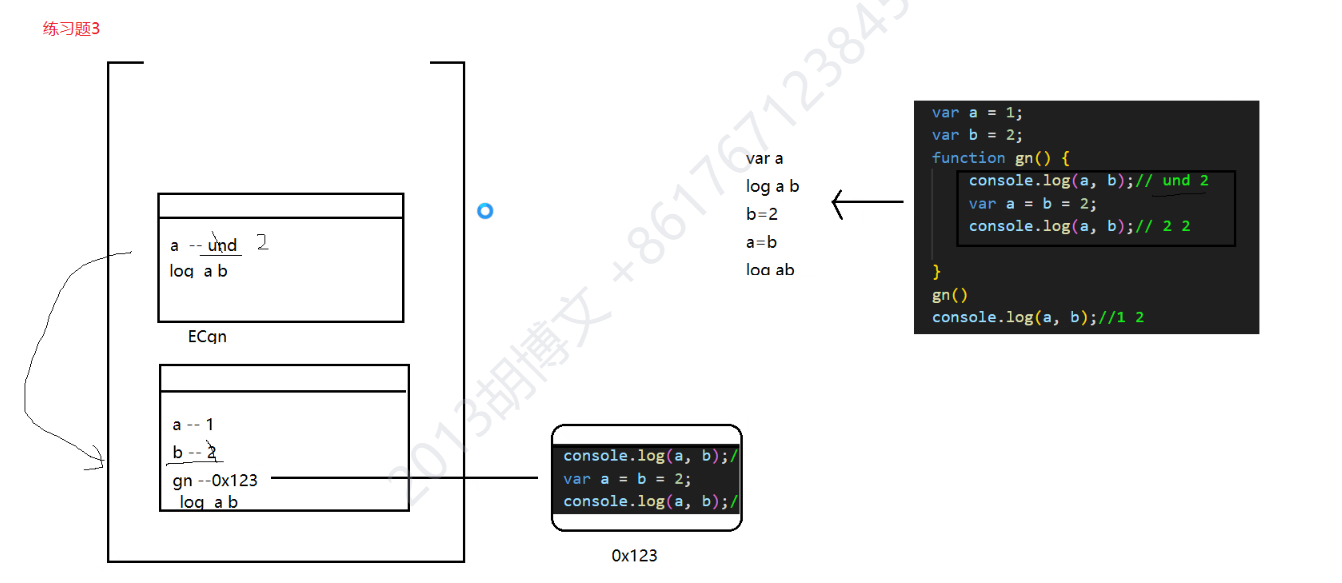 练习题3
a -- und 2
log a b
ECgn
a -- 1
b -- 2
gn --0x123
log a b
var a
log a b
b=2
a=b
log ab
var a = 1;
var b = 2;
function gn() {
console.log(a, b);// und 2
var a = b = 2;
console.log(a, b);// 2 2
}
gn()
console.log(a, b);//1 2
console.log(a, b);/
var a = b = 2;
console.log(a, b);/
0x123
2013胡博文 +861767123845